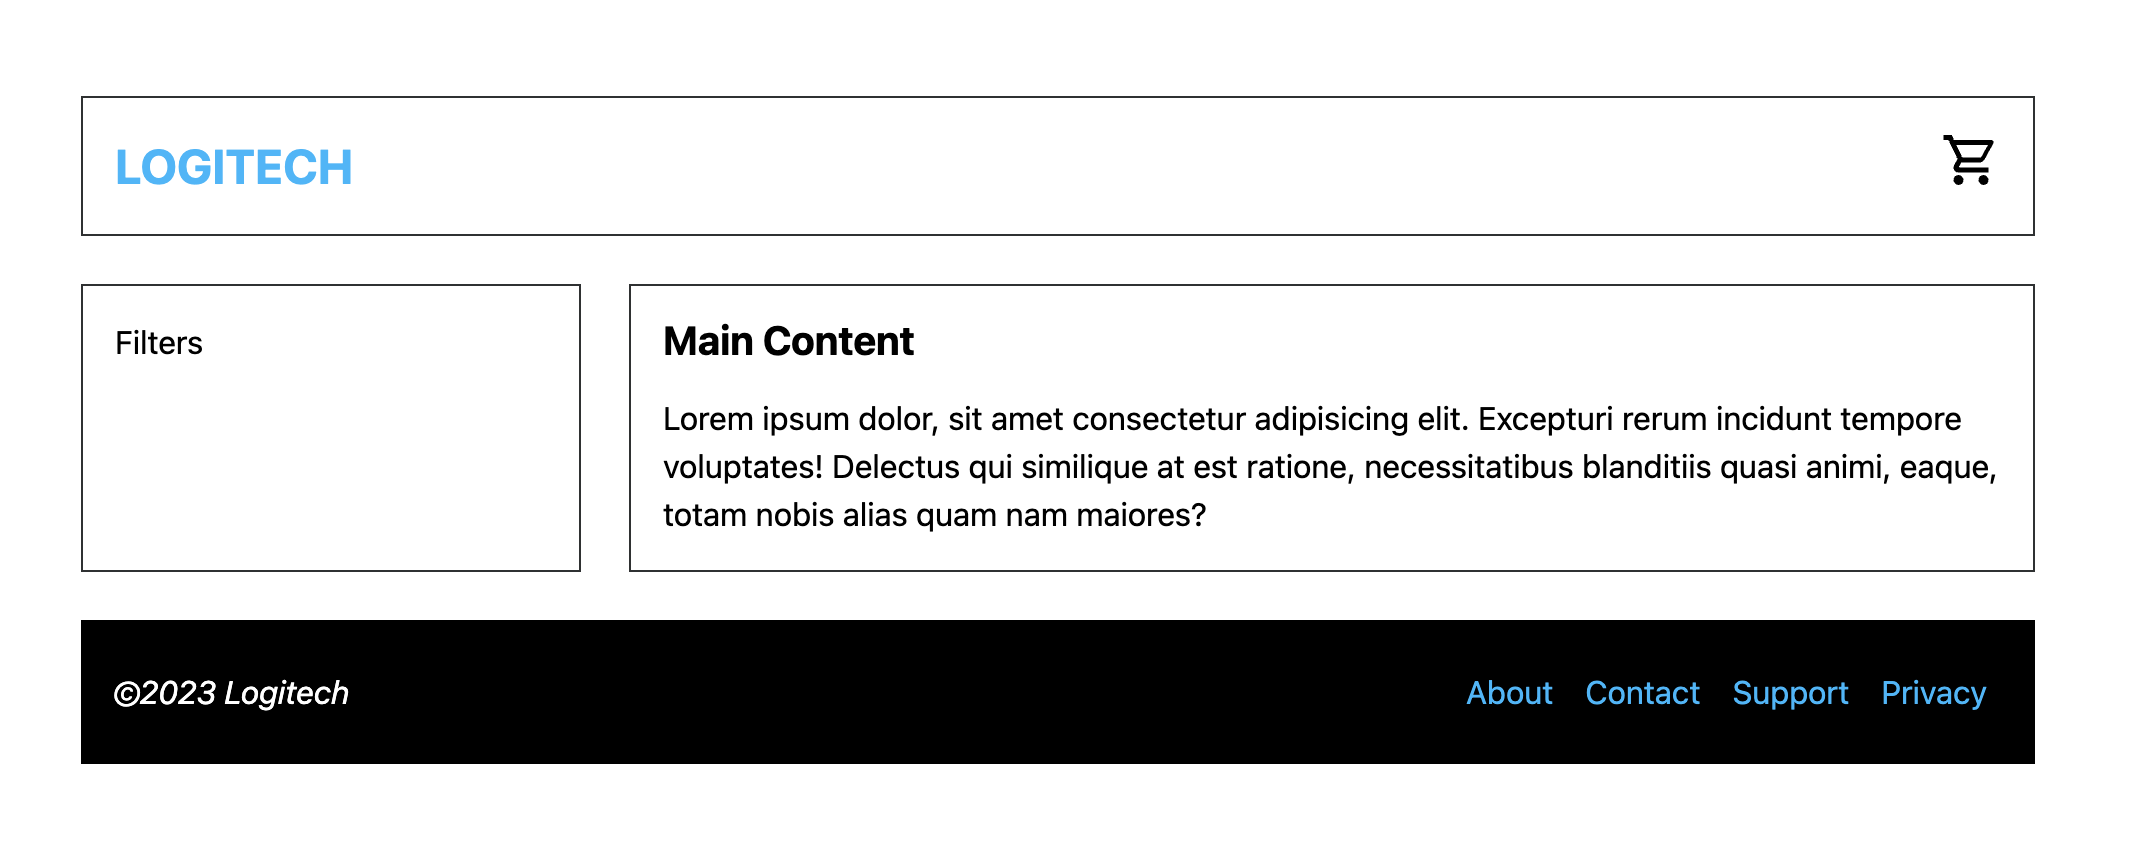 LOGITECH
Filters
Main Content
Lorem ipsum dolor, sit amet consectetur adipisicing elit. Excepturi rerum incidunt tempore
voluptates! Delectus qui similique at est ratione, necessitatibus blanditiis quasi animi, eaque,
totam nobis alias quam nam maiores?
©2023 Logitech
About Contact Support Privacy